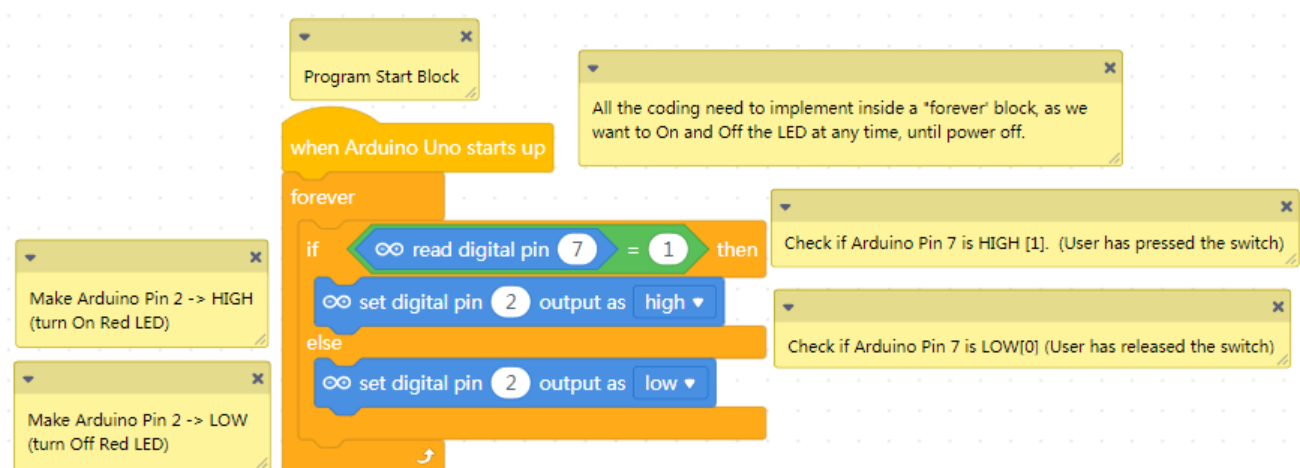 Program Start Block
All the coding need to implement inside a "forever' block, as we
want to On and Off the LED at any time, until power off.
when Arduino Uno starts up
forever
if read digital pin 7 = 1 then
Check if Arduino Pin 7 is HIGH [1]. (User has pressed the switch)
Make Arduino Pin 2 -> HIGH
(turn On Red LED)
set digital pin 2 output as high
else
Check if Arduino Pin 7 is LOW[0] (User has released the switch)
set digital pin 2 output as low
Make Arduino Pin 2 -> LOW
(turn Off Red LED)